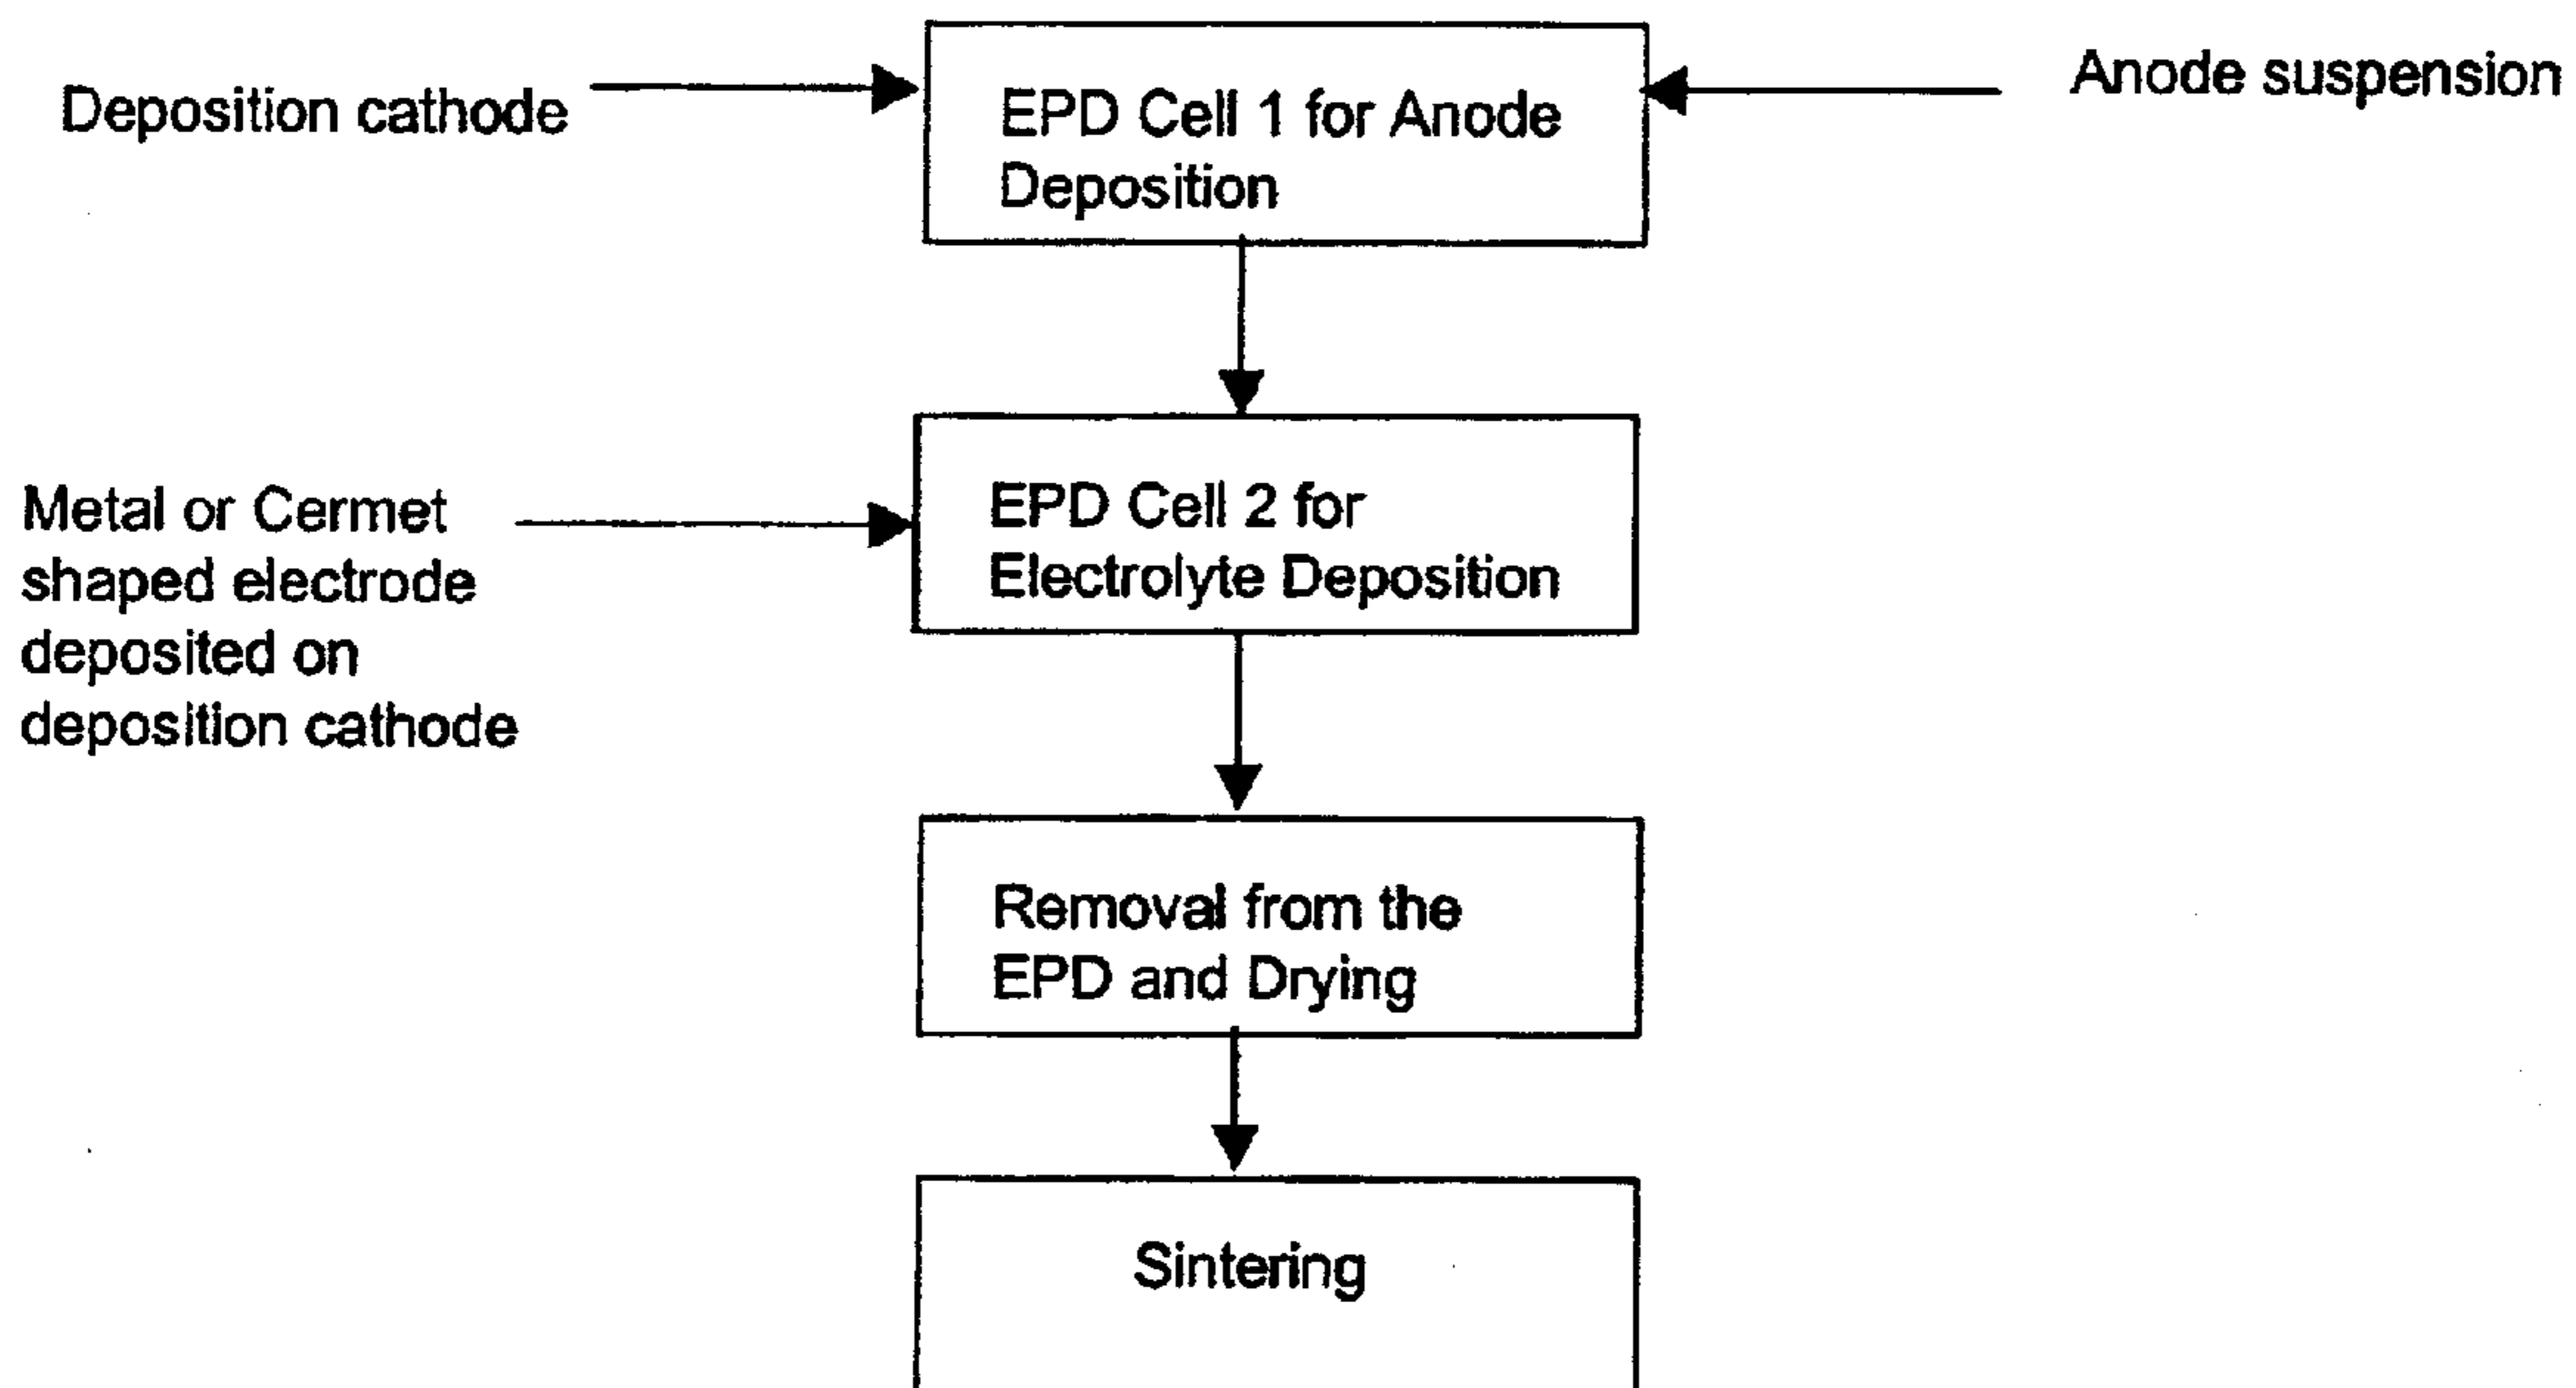 Deposition cathode
EPD Cell 1 for Anode
Deposition
Anode suspension
Metal or Cermet
shaped electrode
deposited on
deposition cathode
EPD Cell 2 for
Electrolyte Deposition
Removal from the
EPD and Drying
Sintering